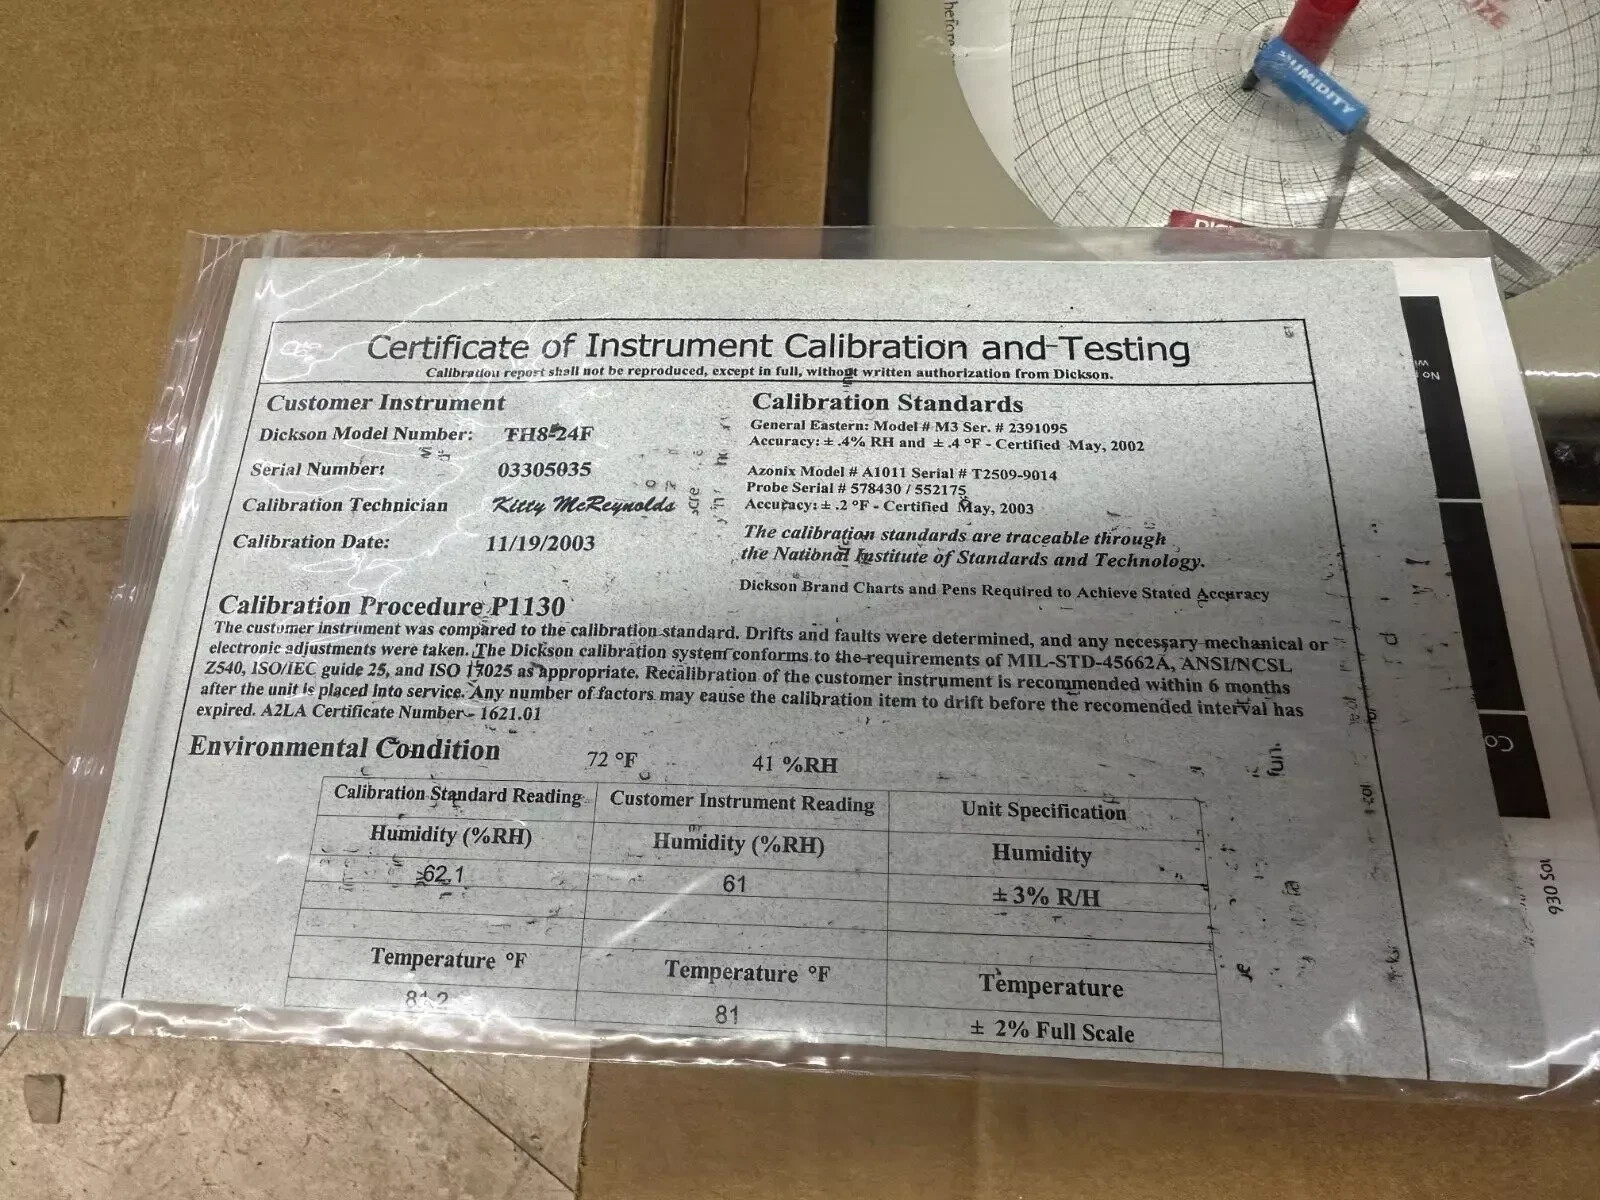 HUMIDITY
Certificate of Instrument Calibration and Testing
Calibration report shall not be reproduced, except in full, without written authorization from Dickson.
Customer Instrument
Dickson Model Number: TH8-24F
Serial Number: 03305035
Calibration Technician Kitty McReynolds
Calibration Date: 11/19/2003
Calibration Standards
General Eastern: Model # M3 Ser. # 2391095
Accuracy: ± .4% RH and ± .4 °F - Certified May, 2002
Azonix Model # A1011 Serial # T2509-9014
Probe Serial # 578430 / 552175
Accuracy: ± .2 °F - Certified May, 2003
The calibration standards are traceable through
the National Institute of Standards and Technology.
Dickson Brand Charts and Pens Required to Achieve Stated Accuracy
Calibration Procedure P1130
The customer instrument was compared to the calibration standard. Drifts and faults were determined, and any necessary mechanical or
electronic adjustments were taken. The Dickson calibration system conforms to the requirements of MIL-STD-45662A, ANSI/NCSL
Z540, ISO/IEC guide 25, and ISO 17025 as appropriate. Recalibration of the customer instrument is recommended within 6 months
after the unit is placed into service. Any number of factors may cause the calibration item to drift before the recomended interval has
expired. A2LA Certificate Number - 1621.01
Environmental Condition 72 °F 41 %RH
Calibration Standard Reading Customer Instrument Reading Unit Specification
Humidity (%RH) Humidity (%RH) Humidity
62.1 61 ± 3% R/H
Temperature °F Temperature °F Temperature
81.2 81 ± 2% Full Scale